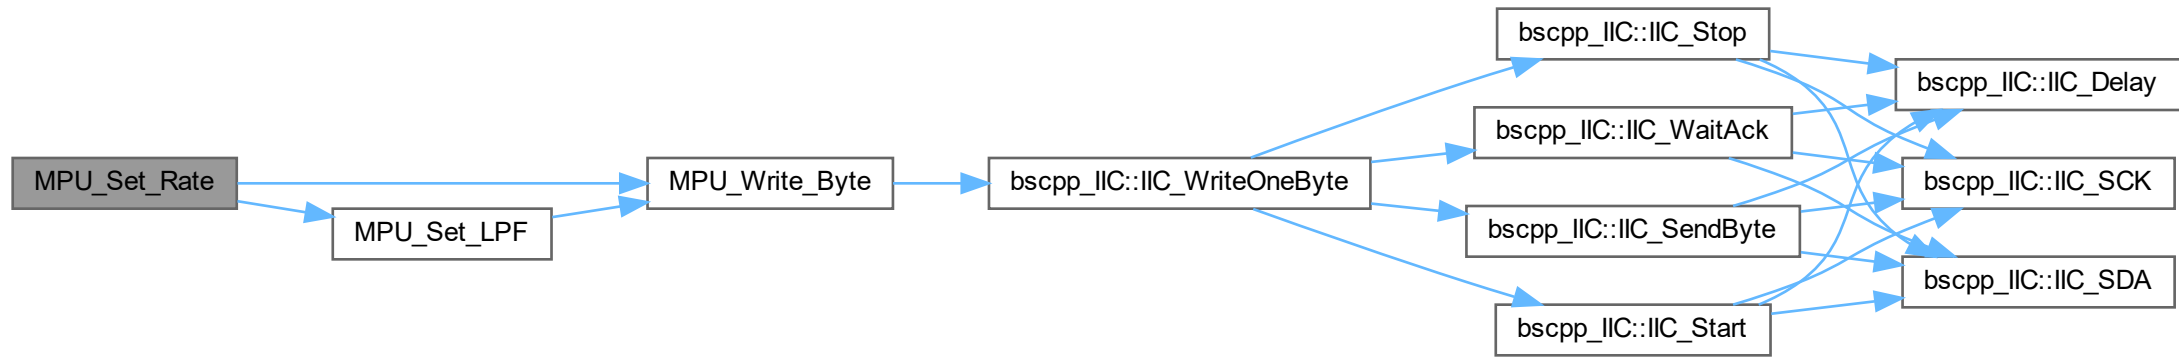 MPU_Set_Rate
MPU_Set_LPF
MPU_Write_Byte
bscpp_IIC::IIC_WriteOneByte
bscpp_IIC::IIC_Stop
bscpp_IIC::IIC_WaitAck
bscpp_IIC::IIC_SendByte
bscpp_IIC::IIC_Start
bscpp_IIC::IIC_Delay
bscpp_IIC::IIC_SCK
bscpp_IIC::IIC_SDA